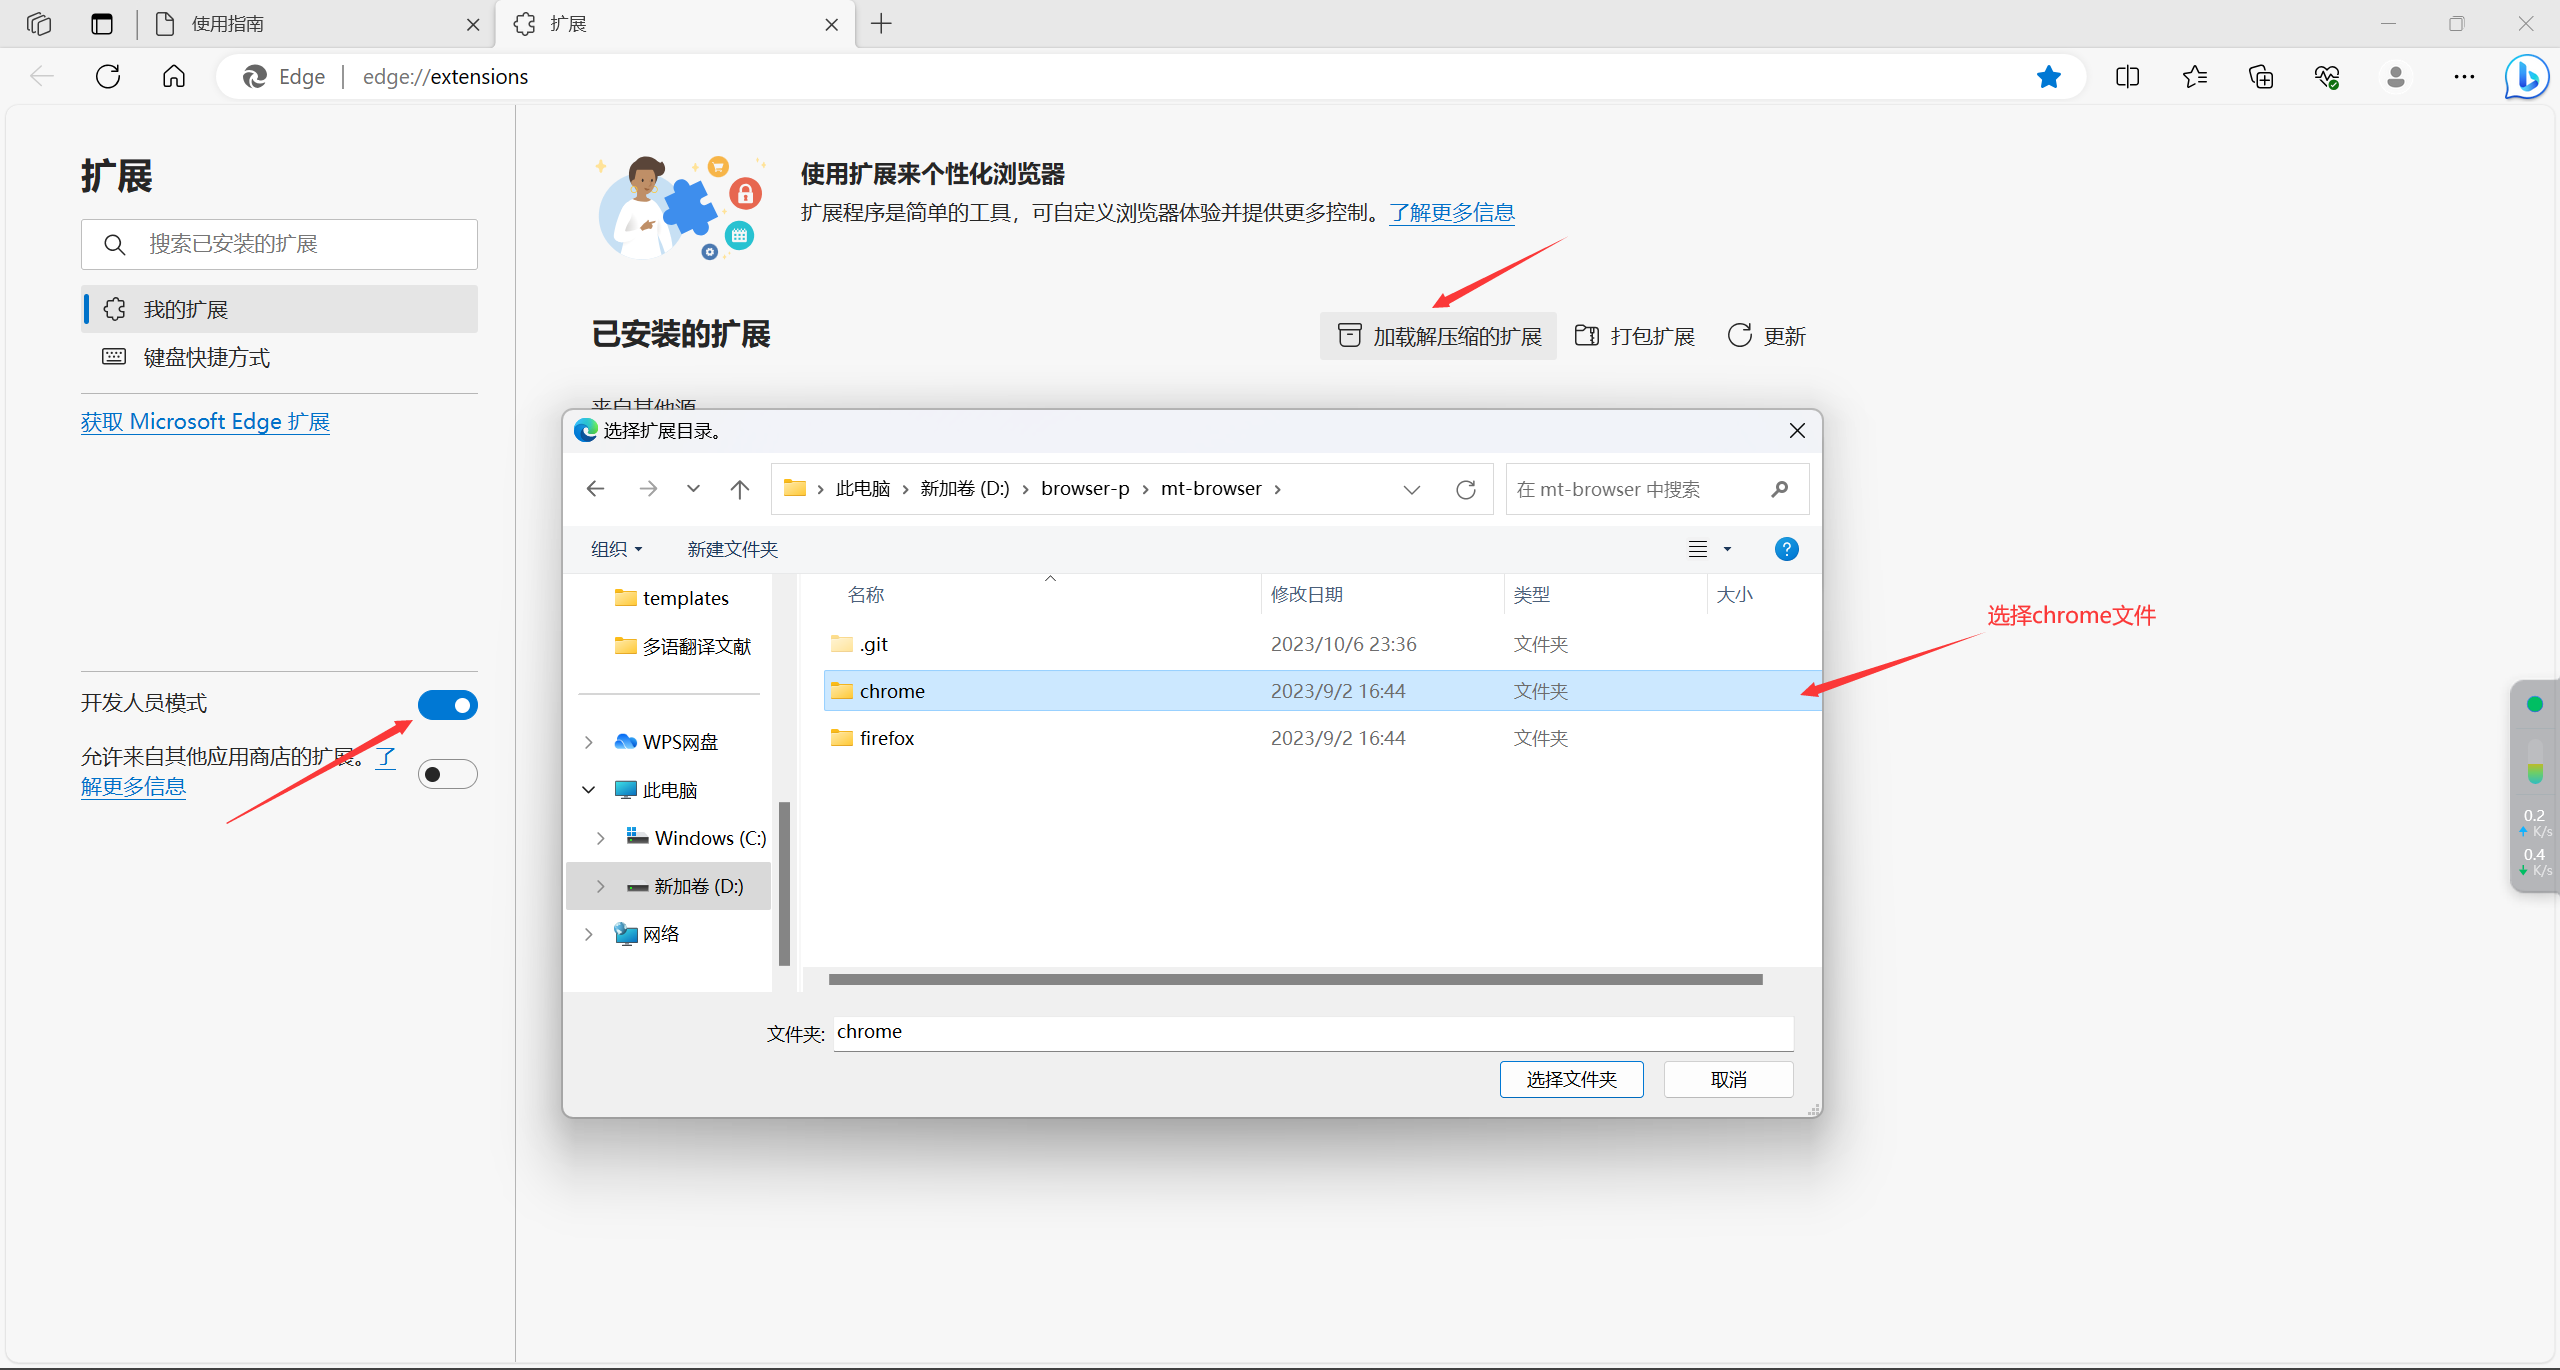 使用指南
扩展
Edge
edge://extensions
扩展
搜索已安装的扩展
我的扩展
键盘快捷方式
获取 Microsoft Edge 扩展
开发人员模式
允许来自其他应用商店的扩展。了
解更多信息
使用扩展来个性化浏览器
扩展程序是简单的工具，可自定义浏览器体验并提供更多控制。了解更多信息
已安装的扩展
加载解压缩的扩展
打包扩展
更新
来自其他源
选择扩展目录。
此电脑 › 新加卷 (D:) › browser-p › mt-browser ›
在 mt-browser 中搜索
组织
新建文件夹
templates
多语翻译文献
WPS网盘
此电脑
Windows (C:)
新加卷 (D:)
网络
名称 修改日期 类型 大小
.git 2023/10/6 23:36 文件夹
chrome 2023/9/2 16:44 文件夹
firefox 2023/9/2 16:44 文件夹
文件夹: chrome
选择文件夹
取消
选择chrome文件
0.2
K/s
0.4
K/s